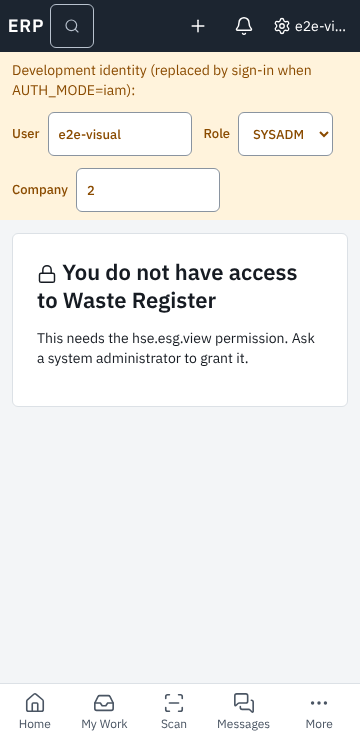 ERP
e2e-vi...
Development identity (replaced by sign-in when
AUTH_MODE=iam):
User e2e-visual Role SYSADM
Company 2
You do not have access
to Waste Register
This needs the hse.esg.view permission. Ask
a system administrator to grant it.
Home My Work Scan Messages More